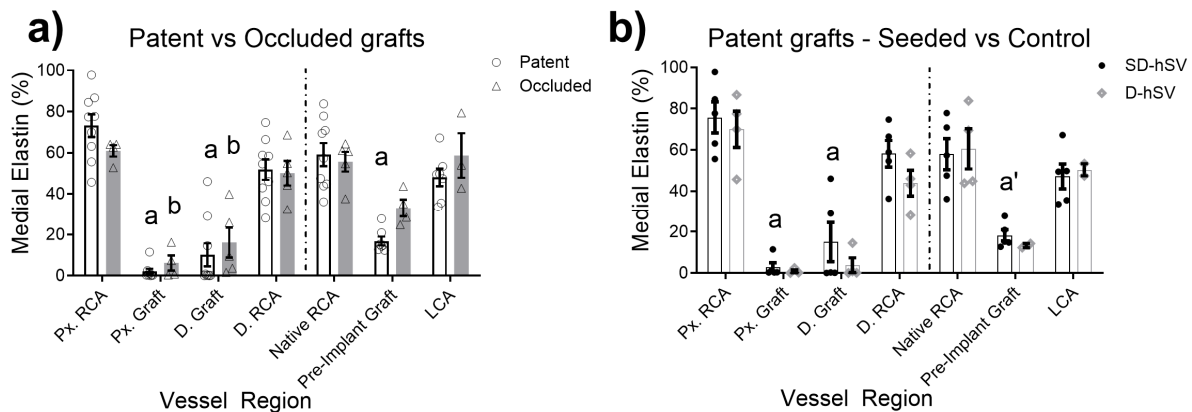 a)
Patent vs Occluded grafts
Patent
Occluded
Medial Elastin (%)
100
80
60
40
20
0
a
b
a
b
a
Px. RCA
Px. Graft
D. Graft
D. RCA
Native RCA
Pre-Implant Graft
LCA
Vessel Region
b)
Patent grafts - Seeded vs Control
SD-hSV
D-hSV
Medial Elastin (%)
100
80
60
40
20
0
a
a
a'
Px. RCA
Px. Graft
D. Graft
D. RCA
Native RCA
Pre-Implant Graft
LCA
Vessel Region